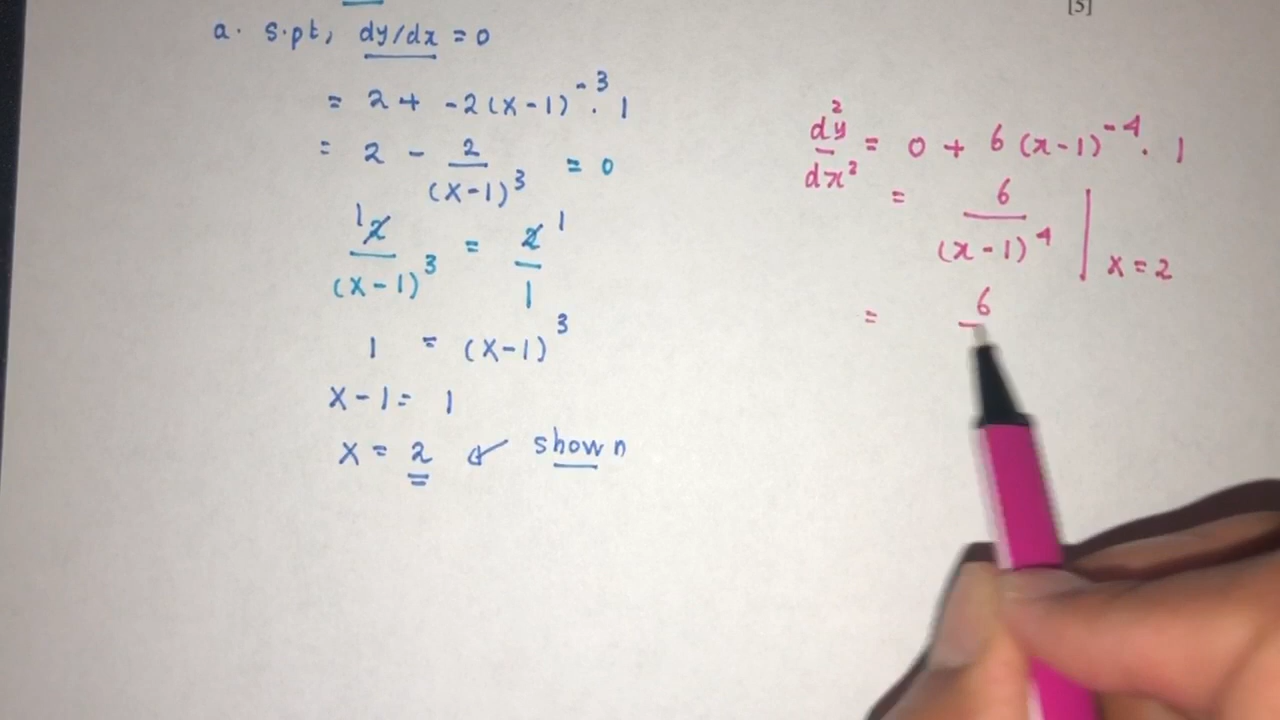 [5]
a. s.pt, dy/dx = 0
= 2 + -2(x-1)⁻³. 1
= 2 - 2/(x-1)³ = 0
1 2/(x-1)³ = 2/1 1
1 = (x-1)³
x - 1 = 1
x = 2 ✓ shown
d²y/dx² = 0 + 6(x-1)⁻⁴. 1
= 6/(x-1)⁴ | x = 2
= 6